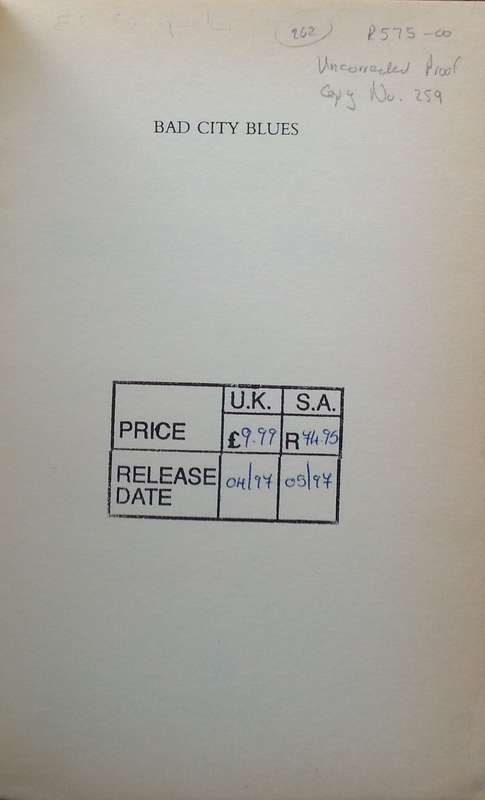 262 R575-00
Uncorrected Proof
Copy No. 259
BAD CITY BLUES
U.K. S.A.
PRICE £9.99 R74.95
RELEASE 04/97 05/97
DATE